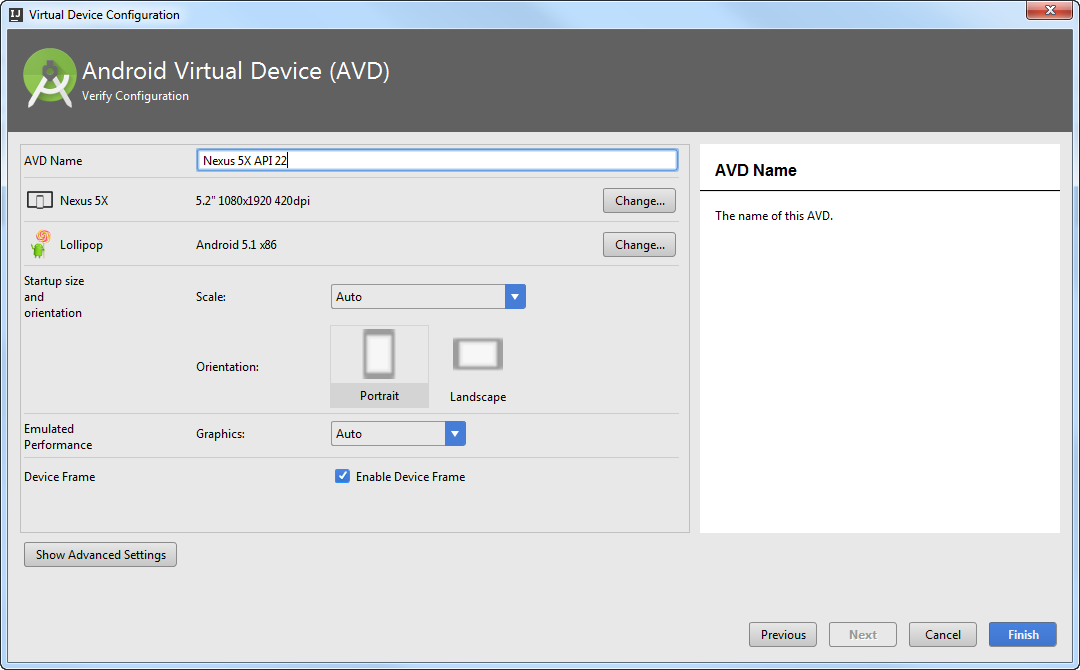 IJ Virtual Device Configuration
Android Virtual Device (AVD)
Verify Configuration
AVD Name
Nexus 5X API 22
Nexus 5X
5.2" 1080x1920 420dpi
Change...
Lollipop
Android 5.1 x86
Change...
Startup size
and
orientation
Scale:
Auto
Orientation:
Portrait
Landscape
Emulated
Performance
Graphics:
Auto
Device Frame
Enable Device Frame
AVD Name
The name of this AVD.
Show Advanced Settings
Previous
Next
Cancel
Finish